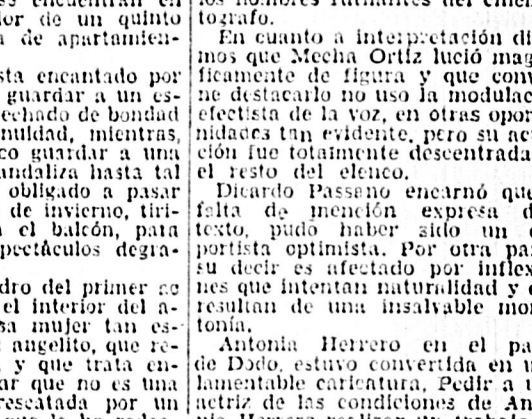 se encuentran en
lor de un quinto
a de apartamien-
sta encantado por
guardar a un es-
echado de bondad
nuldad, mientras,
co guardar a una
andaliza hasta tal
obligado a pasar
de invierno, tiri-
a el balcón, para
pectáculos degra-
dro del primer ac
el interior del a-
sa mujer tan es-
angelito, que re-
y que trata en-
ar que no es una
rescatada por un
los nombres rutilantes del cine
tógrafo.
En cuanto a interpretación di
mos que Mecha Ortiz lució mag
ficamente de figura y que conv
ne destacarlo no uso la modulac
efectista de la voz, en otras opor
nidades tan evidente, pero su ac
ción fue totalmente descentrada
el resto del elenco.
Dicardo Passano encarnó que
falta de mención expresa d
texto, pudo haber sido un
portista optimista. Por otra pa
su decir es afectado por inflex
nes que intentan naturalidad y
resultan de una insalvable mo
tonía.
Antonia Herrero en el pa
de Dodo, estuvo convertida en u
lamentable caricatura. Pedir a u
actriz de las condiciones de An